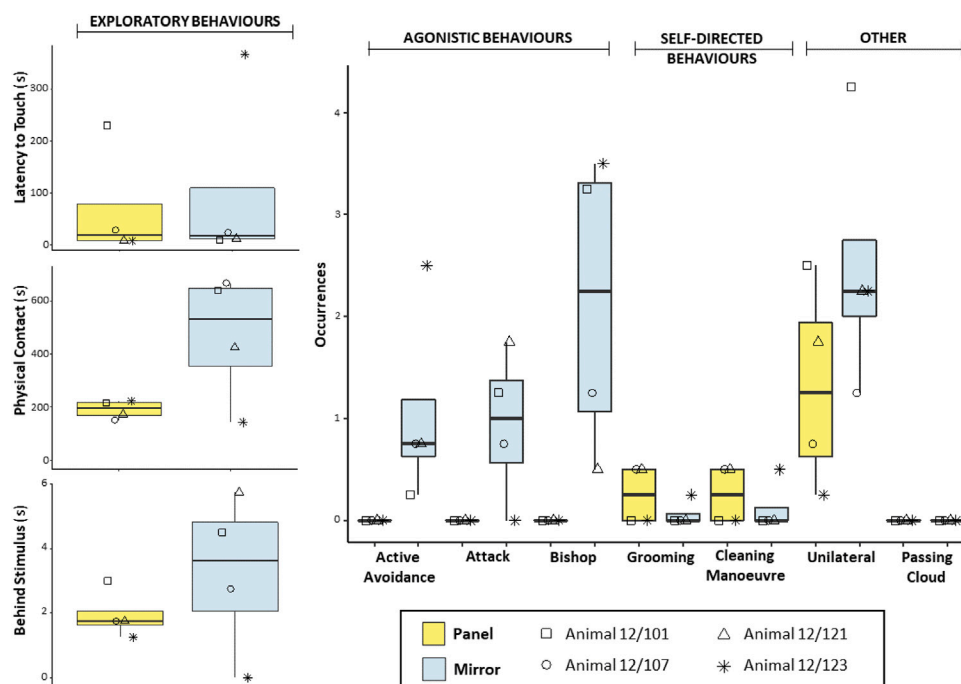 EXPLORATORY BEHAVIOURS
Latency to Touch (s)
300
200
100
0
Physical Contact (s)
600
400
200
0
Behind Stimulus (s)
6
4
2
0
AGONISTIC BEHAVIOURS
SELF-DIRECTED
BEHAVIOURS
OTHER
Occurrences
4
3
2
1
0
Active
Avoidance
Attack
Bishop
Grooming
Cleaning
Manoeuvre
Unilateral
Passing
Cloud
Panel
Mirror
Animal 12/101
Animal 12/107
Animal 12/121
Animal 12/123